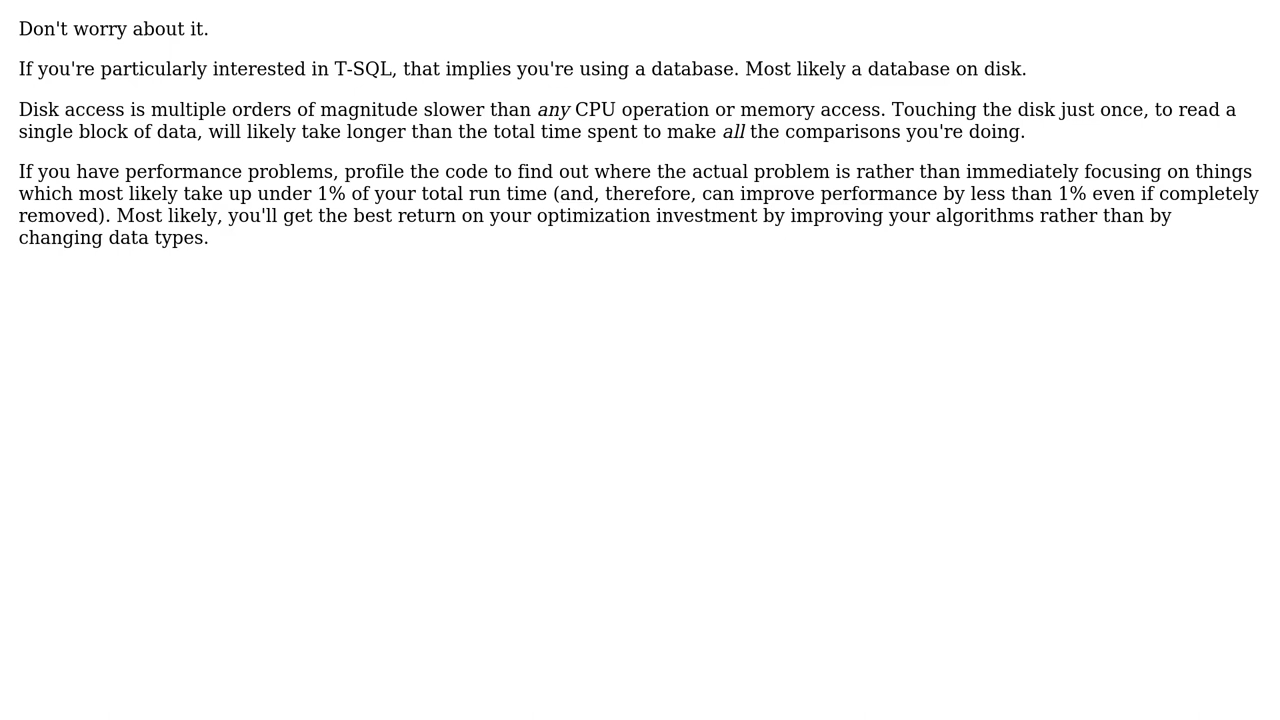 Don't worry about it.
If you're particularly interested in T-SQL, that implies you're using a database. Most likely a database on disk.
Disk access is multiple orders of magnitude slower than any CPU operation or memory access. Touching the disk just once, to read a
single block of data, will likely take longer than the total time spent to make all the comparisons you're doing.
If you have performance problems, profile the code to find out where the actual problem is rather than immediately focusing on things
which most likely take up under 1% of your total run time (and, therefore, can improve performance by less than 1% even if completely
removed). Most likely, you'll get the best return on your optimization investment by improving your algorithms rather than by
changing data types.